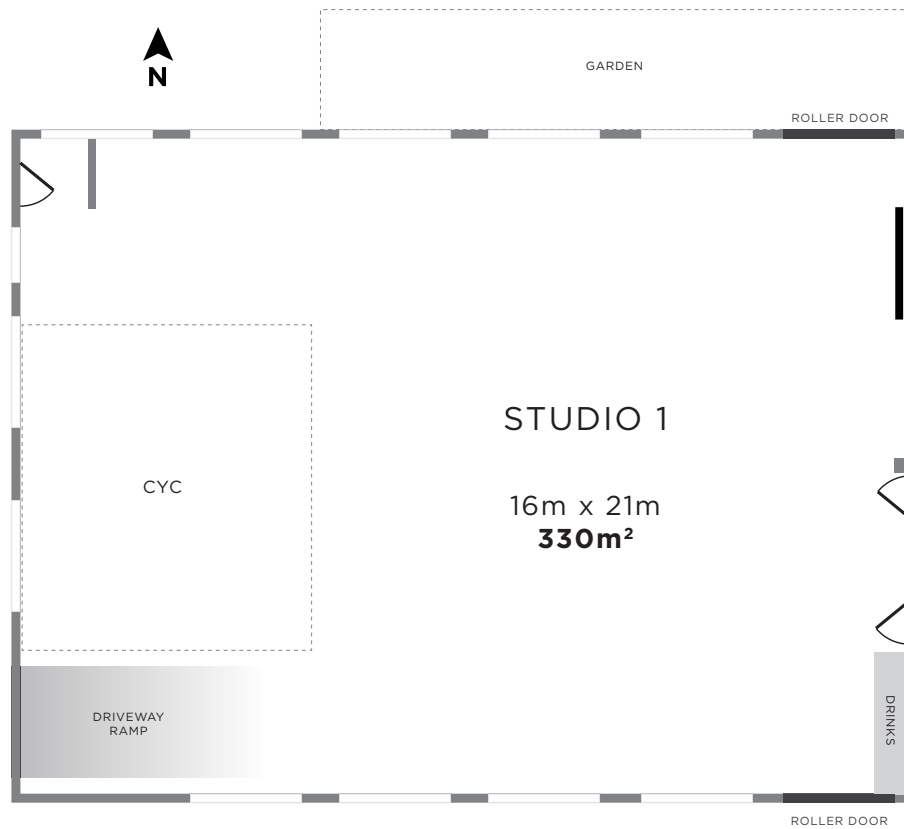 N
GARDEN
ROLLER DOOR
STUDIO 1
CYC
16m x 21m
330m²
DRIVEWAY
RAMP
DRINKS
ROLLER DOOR